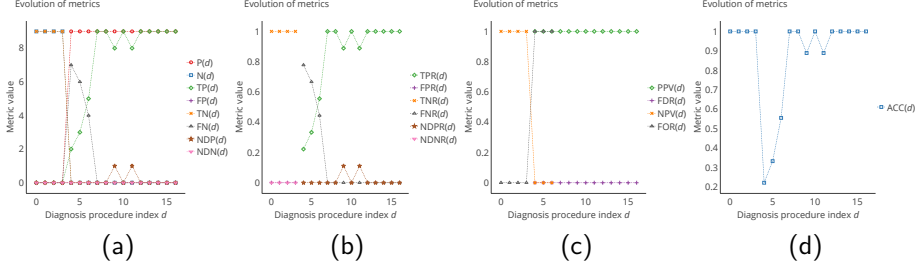 Evolution of metrics
Metric value
8
6
4
2
0
0
5
10
15
Diagnosis procedure index d
P(d)
N(d)
TP(d)
FP(d)
TN(d)
FN(d)
NDP(d)
NDN(d)
(a)
Evolution of metrics
Metric value
1
0.8
0.6
0.4
0.2
0
0
5
10
15
Diagnosis procedure index d
TPR(d)
FPR(d)
TNR(d)
FNR(d)
NDPR(d)
NDNR(d)
(b)
Evolution of metrics
Metric value
1
0.8
0.6
0.4
0.2
0
0
5
10
15
Diagnosis procedure index d
PPV(d)
FDR(d)
NPV(d)
FOR(d)
(c)
Evolution of metrics
Metric value
1
0.9
0.8
0.7
0.6
0.5
0.4
0.3
0.2
0
5
10
15
Diagnosis procedure index d
ACC(d)
(d)